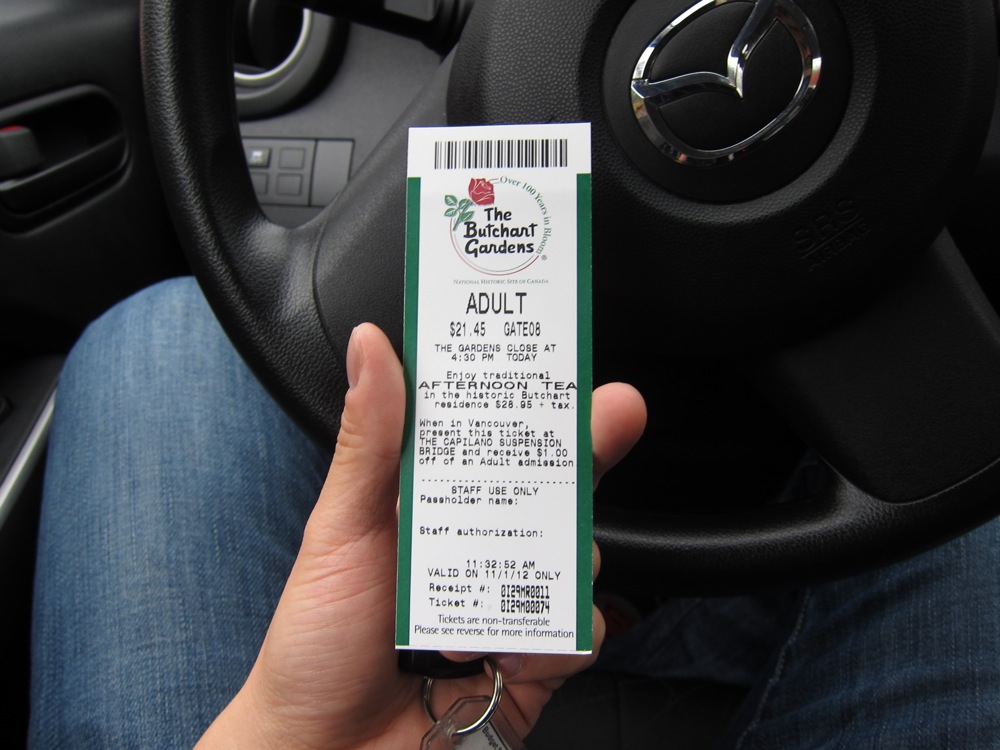 Over 100 Years in Bloom
The
Butchart
Gardens
®
NATIONAL HISTORIC SITE OF CANADA
ADULT
$21.45 GATE08
THE GARDENS CLOSE AT
4:30 PM TODAY
Enjoy traditional
AFTERNOON TEA
in the historic Butchart
residence $28.95 + tax.
When in Vancouver,
present this ticket at
THE CAPILANO SUSPENSION
BRIDGE and receive $1.00
off of an Adult admission
STAFF USE ONLY
Passholder name:
Staff authorization:
11:32:52 AM
VALID ON 11/1/12 ONLY
Receipt #: 0I29MR0011
Ticket #: 0I29M00074
Tickets are non-transferable
Please see reverse for more information